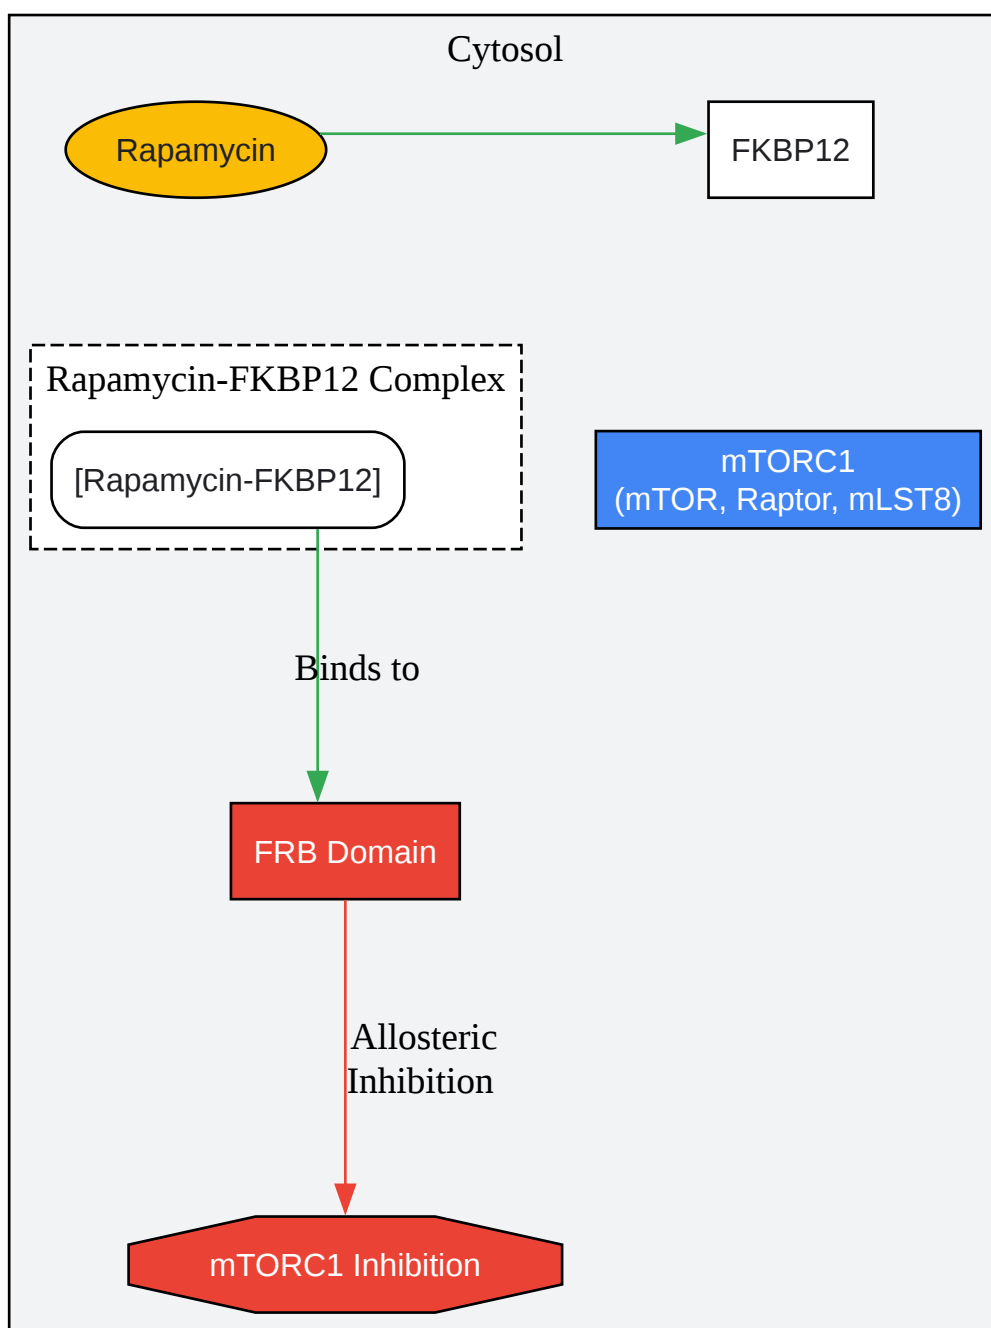 Cytosol
Rapamycin
FKBP12
Rapamycin-FKBP12 Complex
[Rapamycin-FKBP12]
mTORC1
(mTOR, Raptor, mLST8)
Binds to
FRB Domain
Allosteric
Inhibition
mTORC1 Inhibition